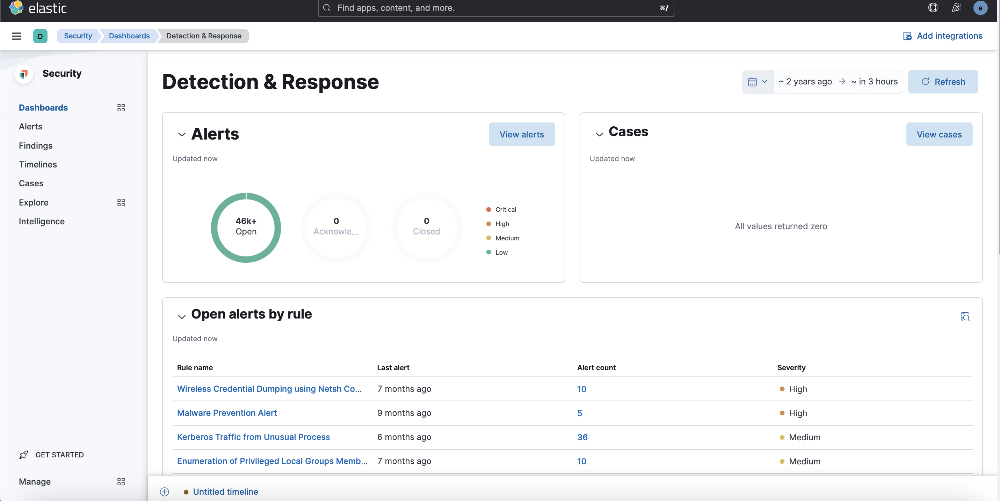 elastic
Find apps, content, and more.
⌘/
e
D
Security
Dashboards
Detection & Response
Add integrations
Security
Dashboards
Alerts
Findings
Timelines
Cases
Explore
Intelligence
GET STARTED
Manage
Detection & Response
~ 2 years ago → ~ in 3 hours
Refresh
Alerts
View alerts
Updated now
46k+
Open
0
Acknowle...
0
Closed
Critical
High
Medium
Low
Cases
View cases
Updated now
All values returned zero
Open alerts by rule
Updated now
Rule name Last alert Alert count Severity
Wireless Credential Dumping using Netsh Co... 7 months ago 10 High
Malware Prevention Alert 9 months ago 5 High
Kerberos Traffic from Unusual Process 6 months ago 36 Medium
Enumeration of Privileged Local Groups Memb... 7 months ago 10 Medium
Untitled timeline